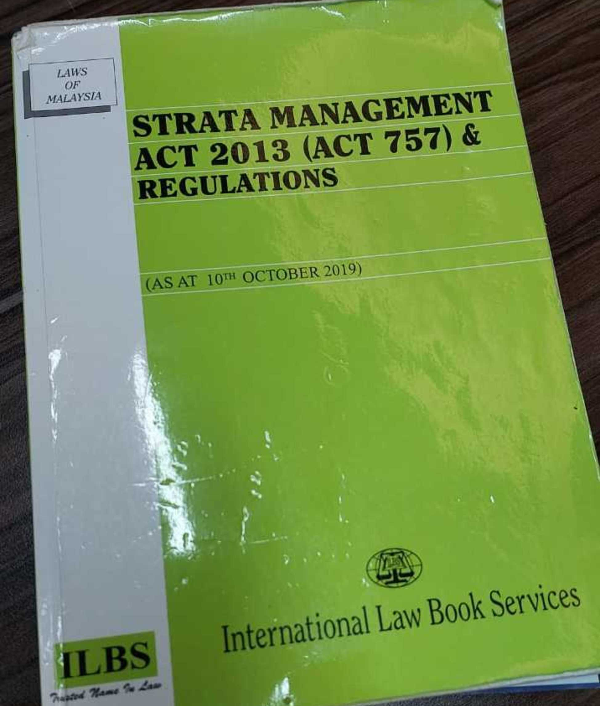 LAWS
OF
MALAYSIA
STRATA MANAGEMENT
ACT 2013 (ACT 757) &
REGULATIONS
(AS AT 10TH OCTOBER 2019)
International Law Book Services
ILBS
Trusted Name In Law